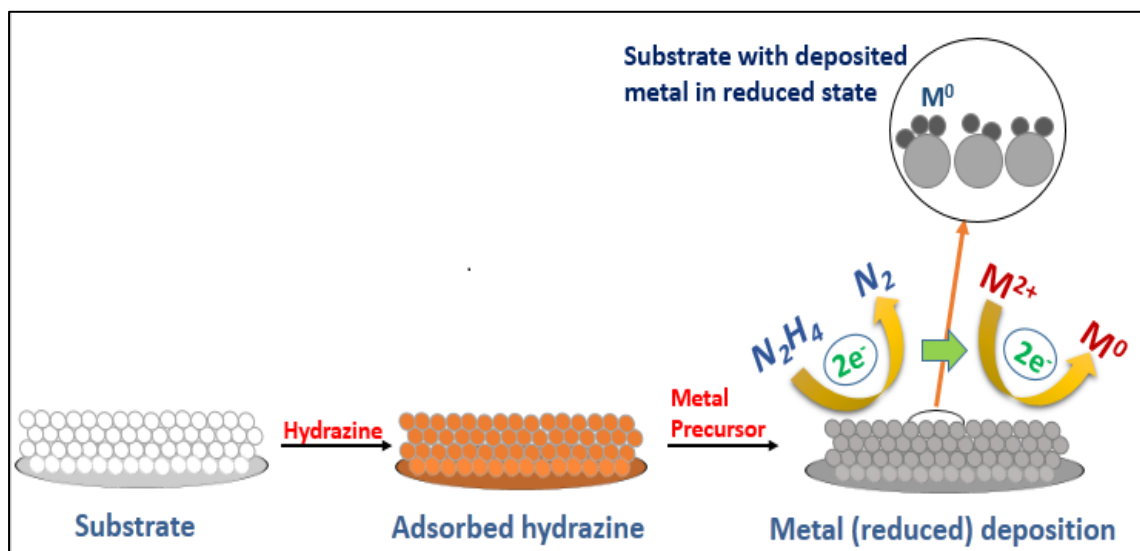 Substrate with deposited
metal in reduced state
M⁰
N₂
M²⁺
N₂H₄
2e⁻
2e⁻
M⁰
Hydrazine
Metal
Precursor
Substrate
Adsorbed hydrazine
Metal (reduced) deposition